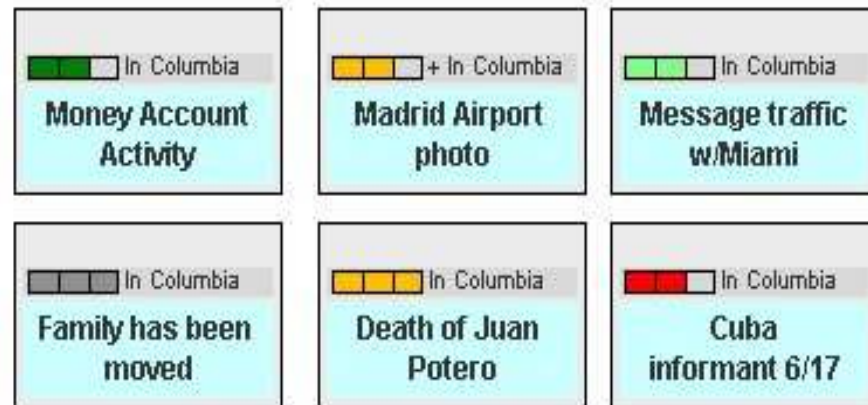 In Columbia
Money Account
Activity
+ In Columbia
Madrid Airport
photo
In Columbia
Message traffic
w/Miami
In Columbia
Family has been
moved
In Columbia
Death of Juan
Potero
In Columbia
Cuba
informant 6/17